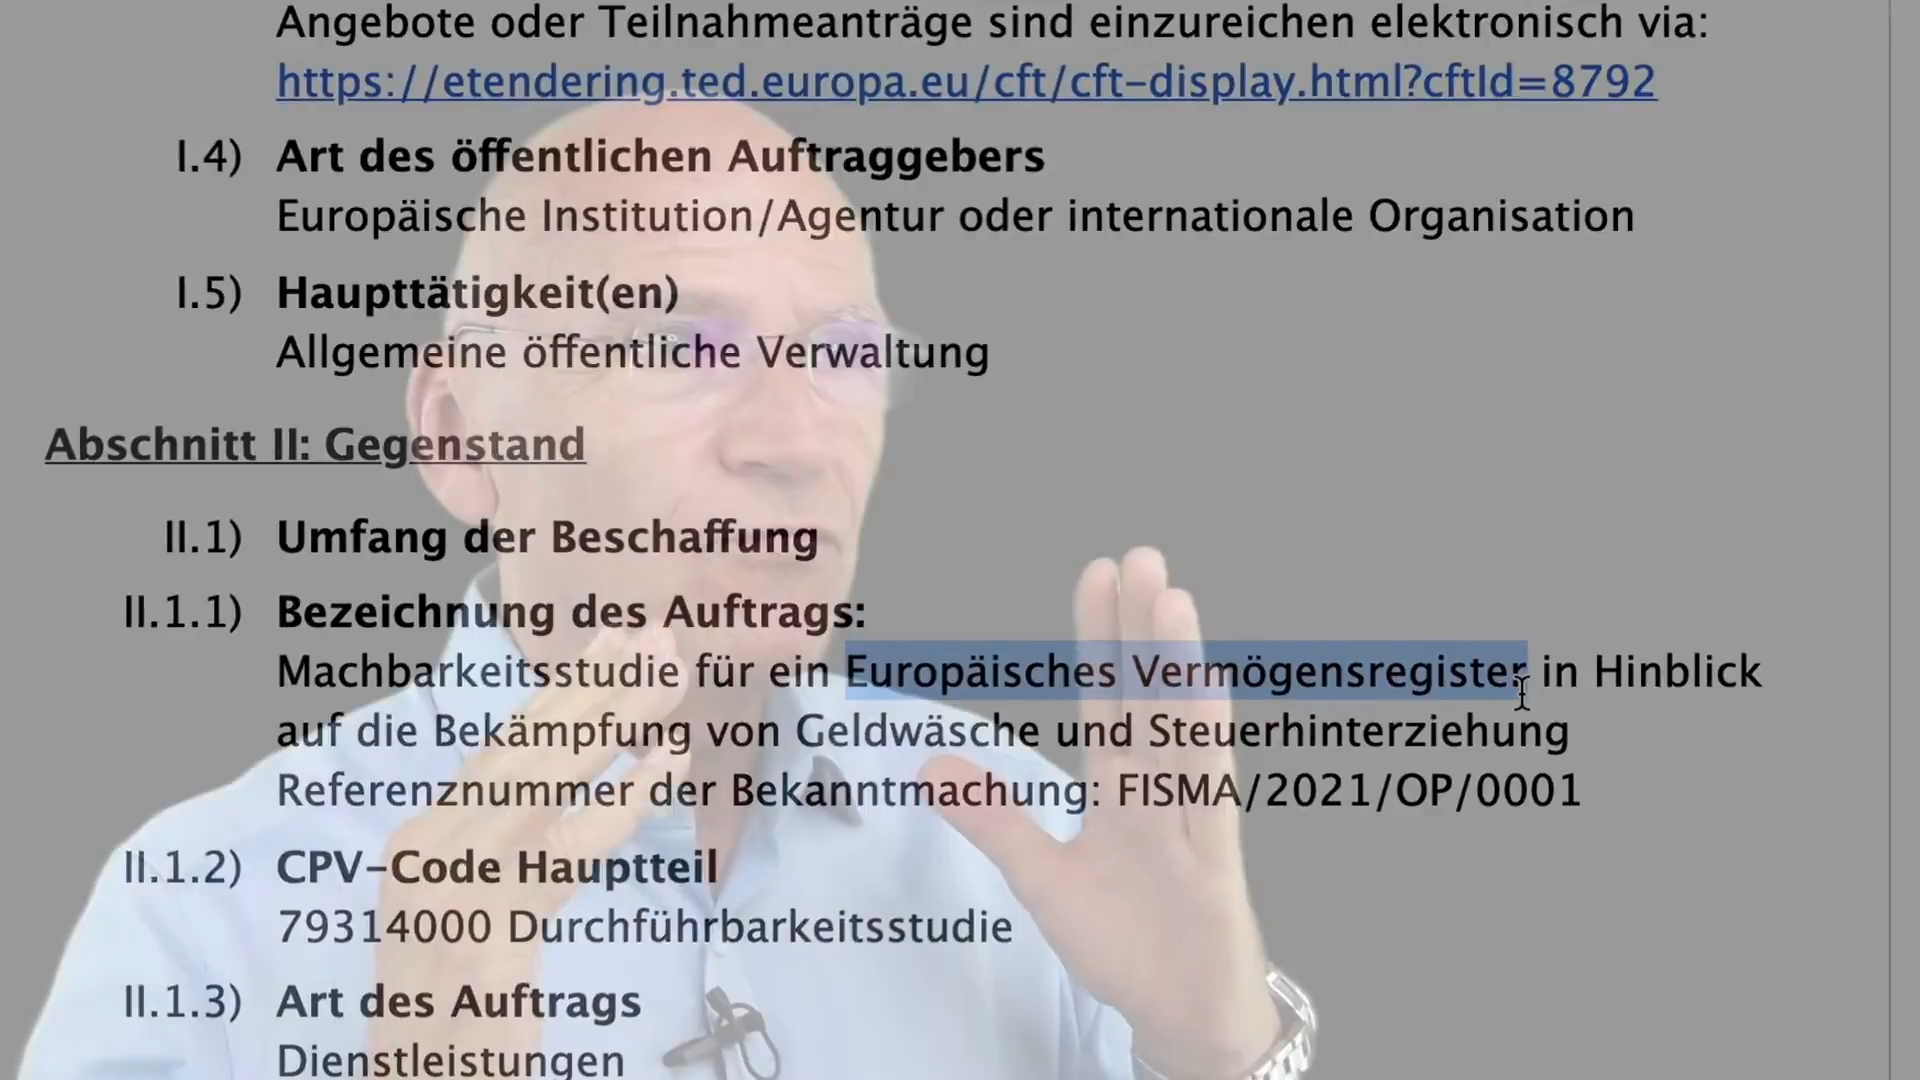 Angebote oder Teilnahmeanträge sind einzureichen elektronisch via:
https://etendering.ted.europa.eu/cft/cft-display.html?cftId=8792
I.4) Art des öffentlichen Auftraggebers
Europäische Institution/Agentur oder internationale Organisation
I.5) Haupttätigkeit(en)
Allgemeine öffentliche Verwaltung
Abschnitt II: Gegenstand
II.1) Umfang der Beschaffung
II.1.1) Bezeichnung des Auftrags:
Machbarkeitsstudie für ein Europäisches Vermögensregister in Hinblick
auf die Bekämpfung von Geldwäsche und Steuerhinterziehung
Referenznummer der Bekanntmachung: FISMA/2021/OP/0001
II.1.2) CPV-Code Hauptteil
79314000 Durchführbarkeitsstudie
II.1.3) Art des Auftrags
Dienstleistungen